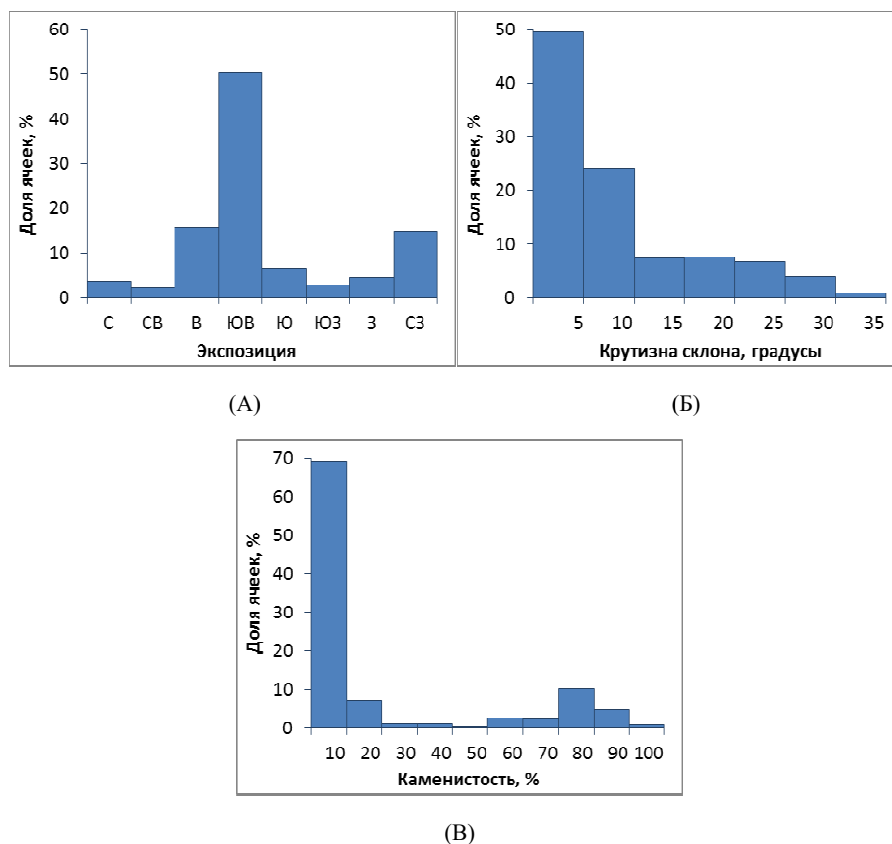 60
50
40
30
20
10
0
Доля ячеек, %
С СВ В ЮВ Ю ЮЗ З СЗ
Экспозиция
(А)
50
40
30
20
10
0
Доля ячеек, %
5 10 15 20 25 30 35
Крутизна склона, градусы
(Б)
70
60
50
40
30
20
10
0
Доля ячеек, %
10 20 30 40 50 60 70 80 90 100
Каменистость, %
(В)